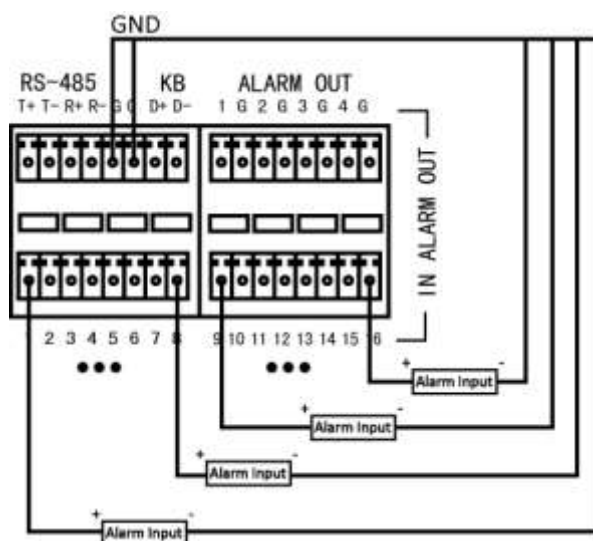 GND
RS-485 KB ALARM OUT
T+ T- R+ R- G G D+ D- 1 G 2 G 3 G 4 G
IN ALARM OUT
1 2 3 4 5 6 7 8 9 10 11 12 13 14 15 16
+ -
Alarm Input
+ -
Alarm Input
+ -
Alarm Input
+ -
Alarm Input